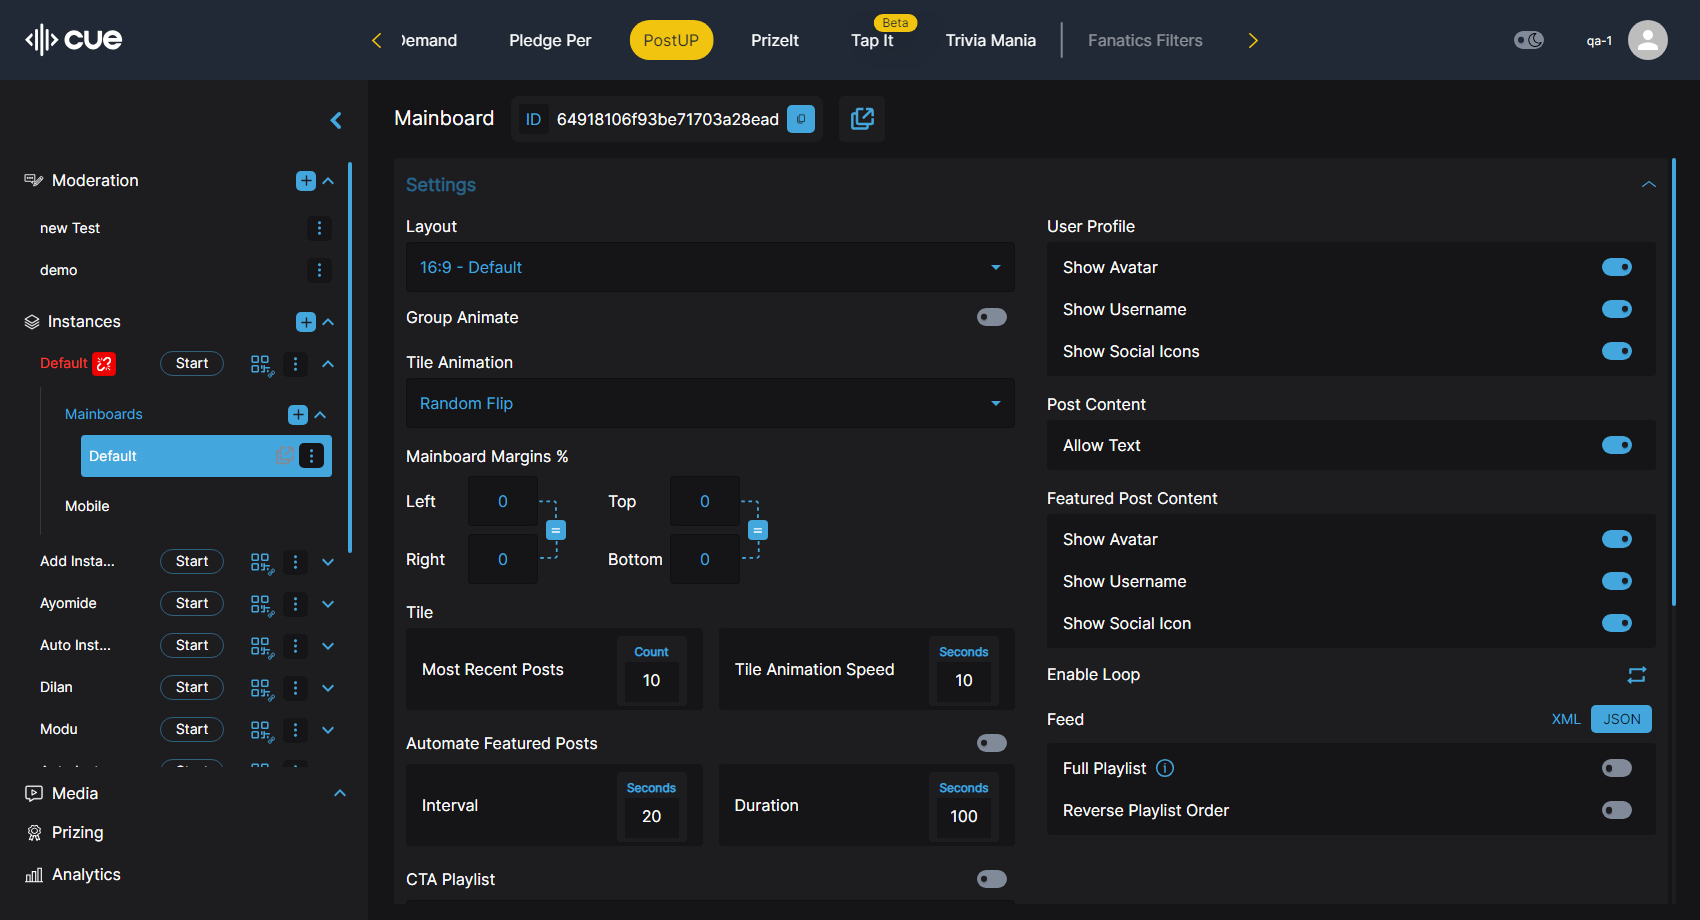 cue
Demand
Pledge Per
PostUP
PrizeIt
Beta
Tap It
Trivia Mania
Fanatics Filters
qa-1
Mainboard
ID
64918106f93be71703a28ead
Moderation
new Test
demo
Instances
Default
Start
Mainboards
Default
Mobile
Add Insta...
Start
Ayomide
Start
Auto Inst...
Start
Dilan
Start
Modu
Start
Media
Prizing
Analytics
Settings
Layout
16:9 - Default
Group Animate
Tile Animation
Random Flip
Mainboard Margins %
Left
0
=
Top
0
=
Right
0
Bottom
0
Tile
Most Recent Posts
Count
10
Tile Animation Speed
Seconds
10
Automate Featured Posts
Interval
Seconds
20
Duration
Seconds
100
CTA Playlist
User Profile
Show Avatar
Show Username
Show Social Icons
Post Content
Allow Text
Featured Post Content
Show Avatar
Show Username
Show Social Icon
Enable Loop
Feed
XML
JSON
Full Playlist
Reverse Playlist Order